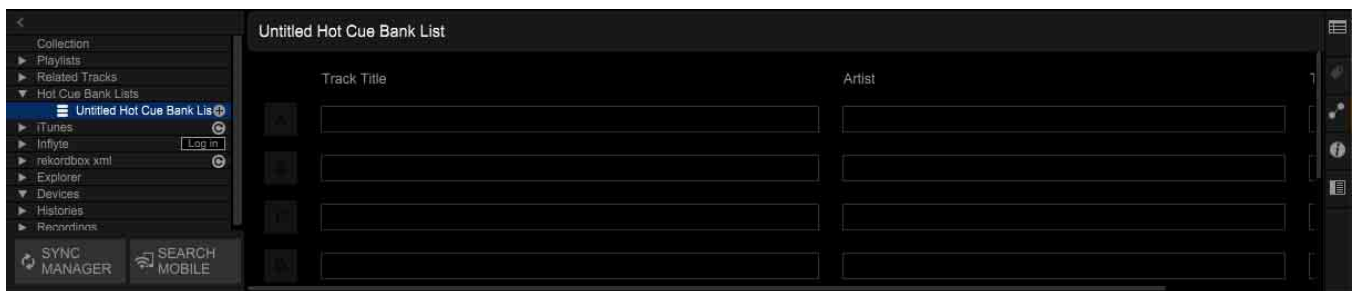 Collection
Playlists
Related Tracks
Hot Cue Bank Lists
Untitled Hot Cue Bank Lis
iTunes
Inflyte Log in
rekordbox xml
Explorer
Devices
Histories
Recordings
SYNC MANAGER
SEARCH MOBILE
Untitled Hot Cue Bank List
Track Title Artist T